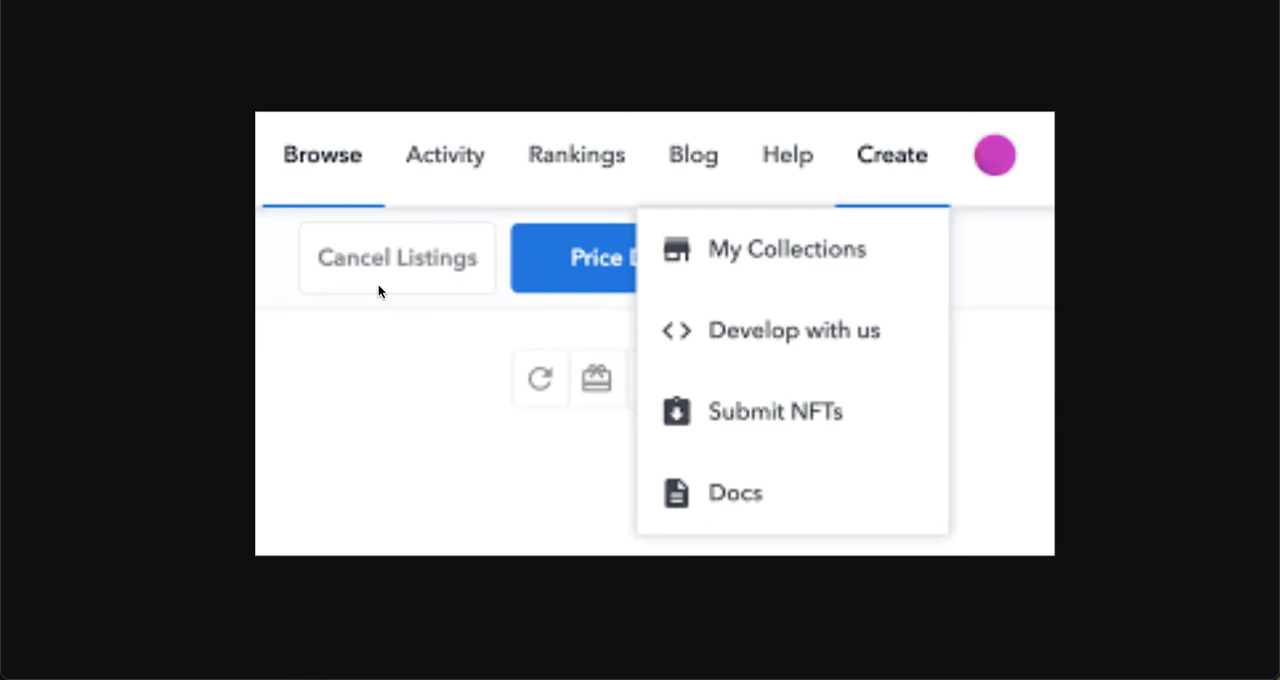 Browse Activity Rankings Blog Help Create
Cancel Listings Price
My Collections
Develop with us
Submit NFTs
Docs